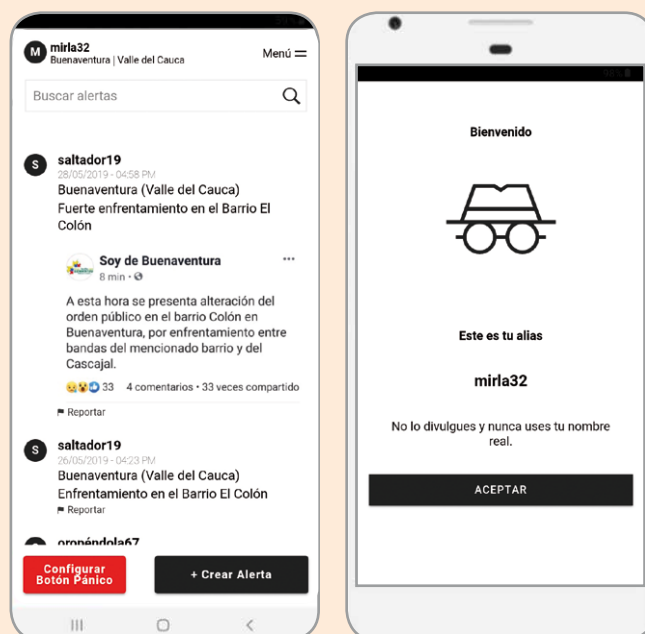 M
mirla32
Buenaventura | Valle del Cauca
Menú
Buscar alertas
S
saltador19
28/05/2019 - 04:58 PM
Buenaventura (Valle del Cauca)
Fuerte enfrentamiento en el Barrio El
Colón
Soy de Buenaventura
8 min •
A esta hora se presenta alteración del
orden público en el barrio Colón en
Buenaventura, por enfrentamiento entre
bandas del mencionado barrio y del
Cascajal.
33 4 comentarios • 33 veces compartido
Reportar
S
saltador19
26/05/2019 - 04:23 PM
Buenaventura (Valle del Cauca)
Enfrentamiento en el Barrio El Colón
Reportar
oropéndola67
Configurar
Botón Pánico
+ Crear Alerta
Bienvenido
Este es tu alias
mirla32
No lo divulgues y nunca uses tu nombre
real.
ACEPTAR